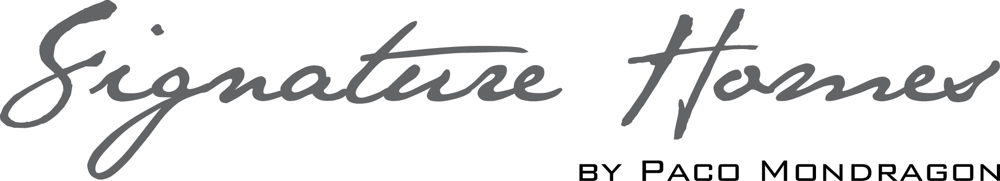 Signature Homes
BY PACO MONDRAGON